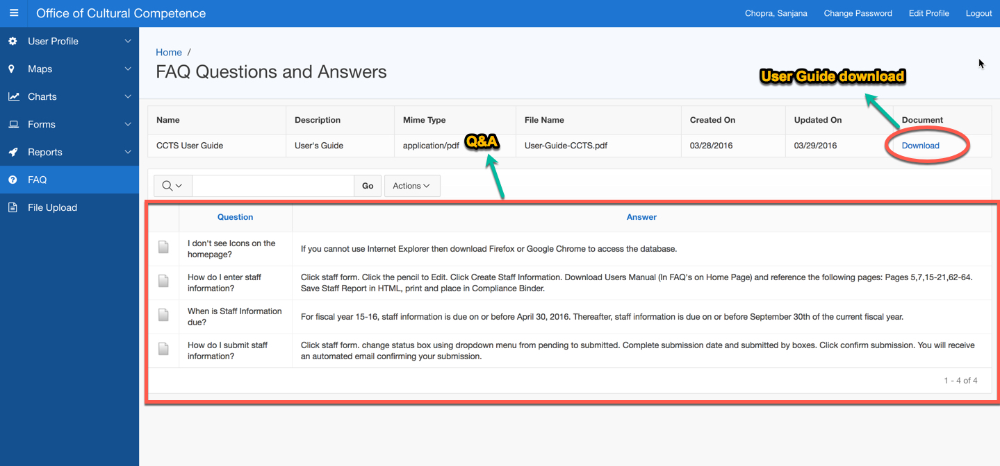 Office of Cultural Competence
Chopra, Sanjana
Change Password
Edit Profile
Logout
User Profile
Maps
Charts
Forms
Reports
FAQ
File Upload
Home /
FAQ Questions and Answers
User Guide download
Name Description Mime Type File Name Created On Updated On Document
CCTS User Guide User's Guide application/pdf User-Guide-CCTS.pdf 03/28/2016 03/29/2016 Download
Q&A
Go Actions
Question Answer
I don't see Icons on the
homepage?
If you cannot use Internet Explorer then download Firefox or Google Chrome to access the database.
How do I enter staff
information?
Click staff form. Click the pencil to Edit. Click Create Staff Information. Download Users Manual (In FAQ's on Home Page) and reference the following pages: Pages 5,7,15-21,62-64.
Save Staff Report in HTML, print and place in Compliance Binder.
When is Staff Information
due?
For fiscal year 15-16, staff information is due on or before April 30, 2016. Thereafter, staff information is due on or before September 30th of the current fiscal year.
How do I submit staff
information?
Click staff form. change status box using dropdown menu from pending to submitted. Complete submission date and submitted by boxes. Click confirm submission. You will receive
an automated email confirming your submission.
1 - 4 of 4